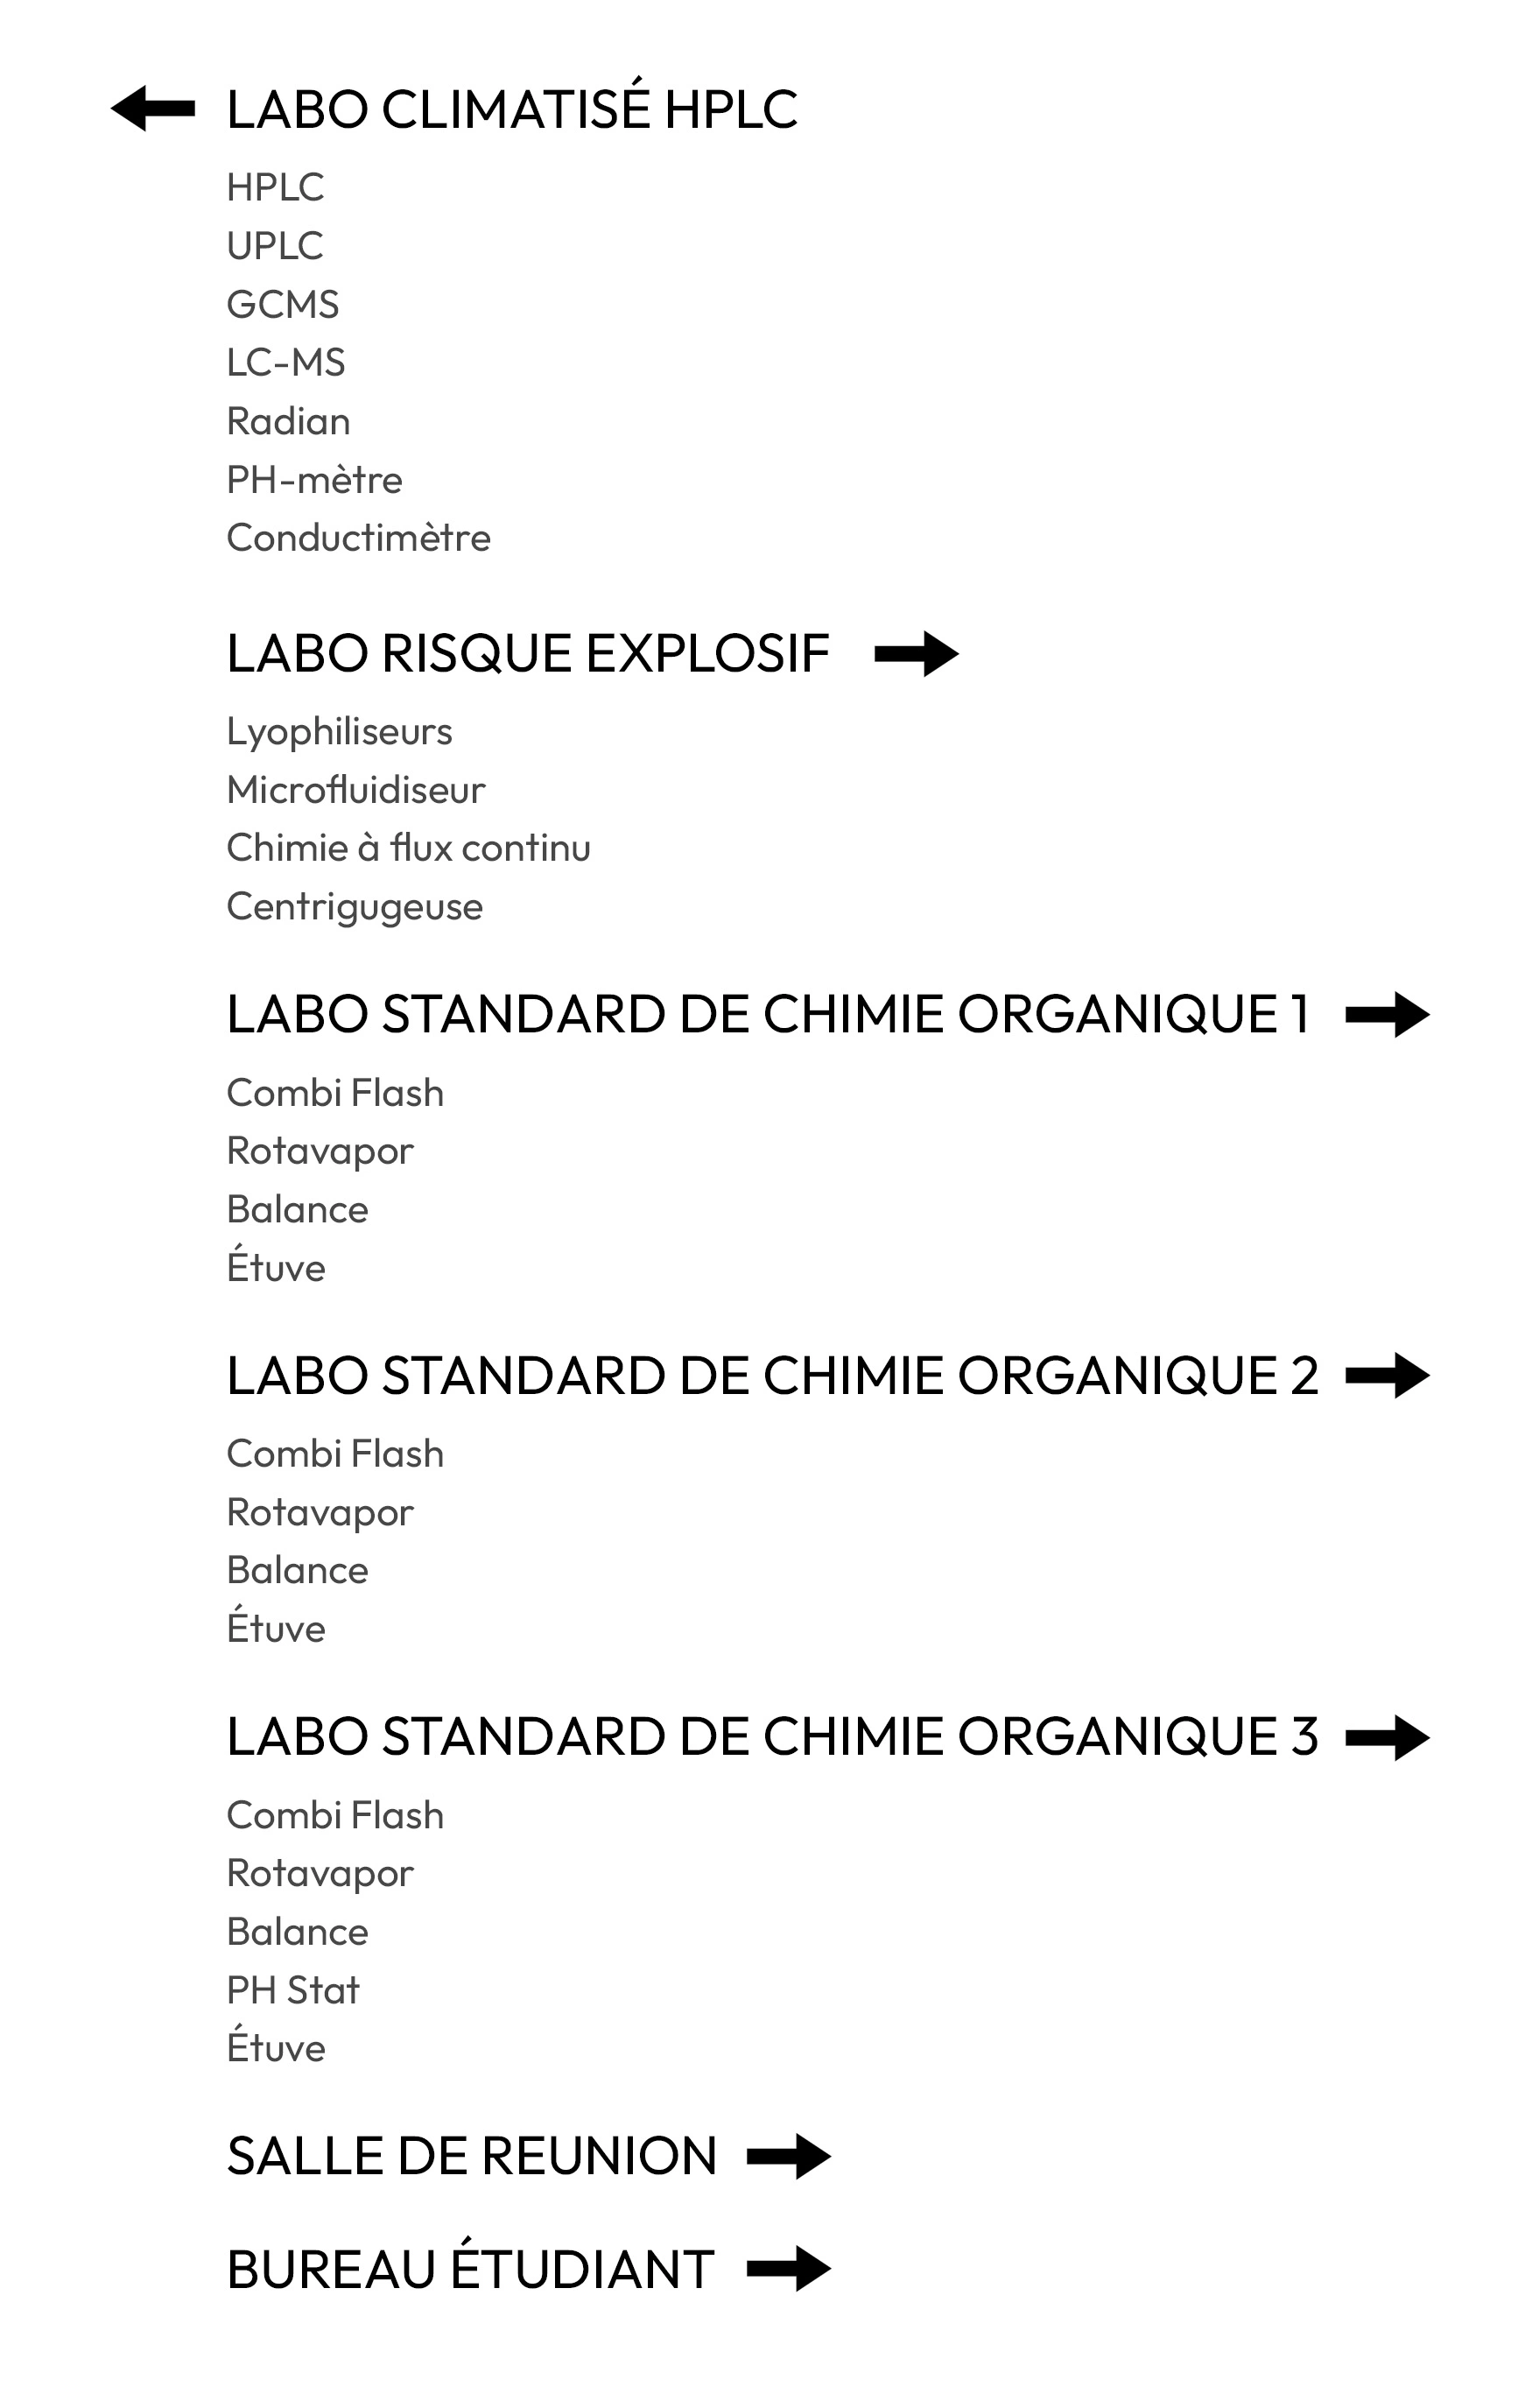 LABO CLIMATISÉ HPLC
HPLC
UPLC
GCMS
LC-MS
Radian
PH-mètre
Conductimètre
LABO RISQUE EXPLOSIF
Lyophiliseurs
Microfluidiseur
Chimie à flux continu
Centrigugeuse
LABO STANDARD DE CHIMIE ORGANIQUE 1
Combi Flash
Rotavapor
Balance
Étuve
LABO STANDARD DE CHIMIE ORGANIQUE 2
Combi Flash
Rotavapor
Balance
Étuve
LABO STANDARD DE CHIMIE ORGANIQUE 3
Combi Flash
Rotavapor
Balance
PH Stat
Étuve
SALLE DE REUNION
BUREAU ÉTUDIANT